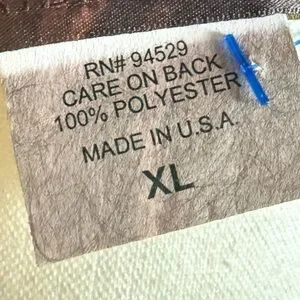 RN# 94529
CARE ON BACK
100% POLYESTER
MADE IN U.S.A.
XL